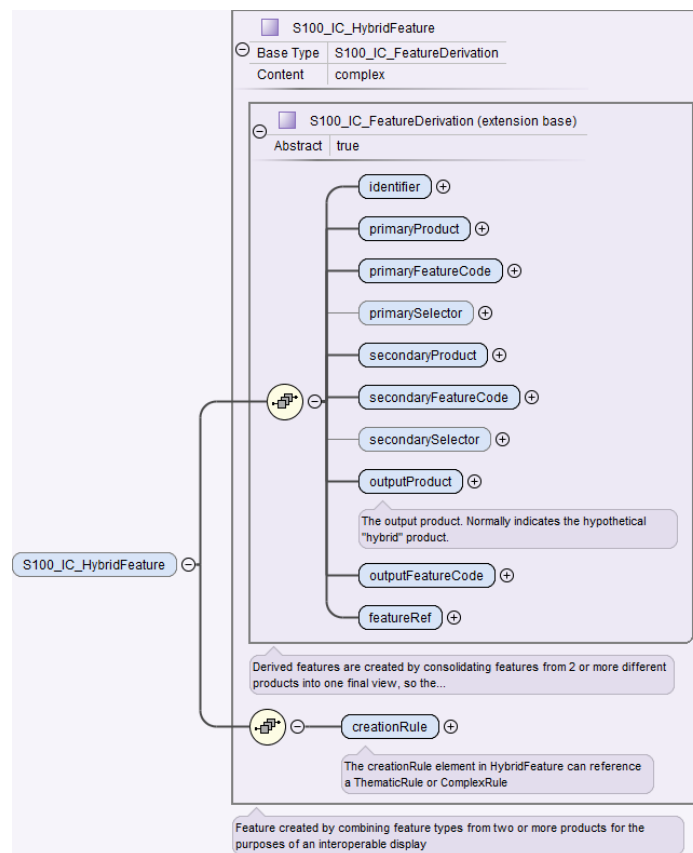 S100_IC_HybridFeature
Base Type S100_IC_FeatureDerivation
Content complex
S100_IC_FeatureDerivation (extension base)
Abstract true
identifier
primaryProduct
primaryFeatureCode
primarySelector
secondaryProduct
secondaryFeatureCode
secondarySelector
outputProduct
The output product. Normally indicates the hypothetical
"hybrid" product.
S100_IC_HybridFeature
outputFeatureCode
featureRef
Derived features are created by consolidating features from 2 or more different
products into one final view, so the...
creationRule
The creationRule element in HybridFeature can reference
a ThematicRule or ComplexRule
Feature created by combining feature types from two or more products for the
purposes of an interoperable display